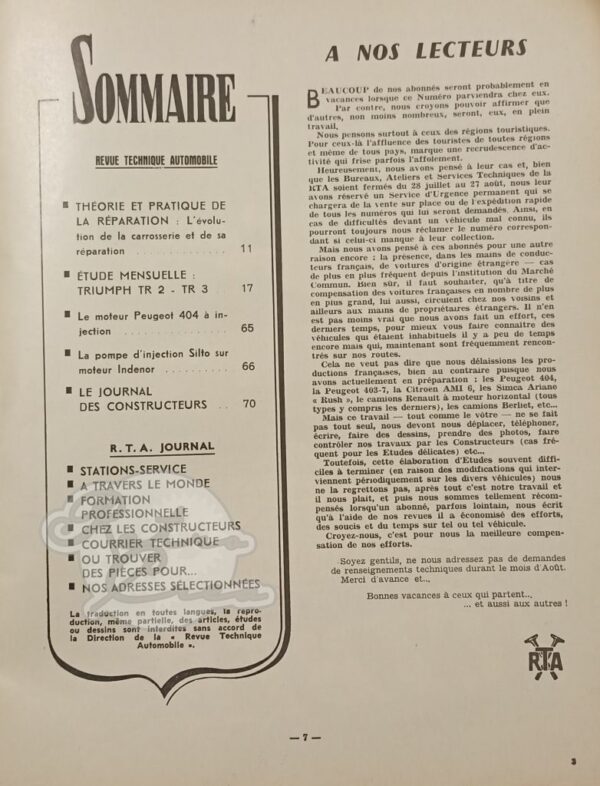 SOMMAIRE
REVUE TECHNIQUE AUTOMOBILE
THÉORIE ET PRATIQUE DE
LA RÉPARATION : L'évolu-
tion de la carrosserie et de sa
réparation .............. 11
ÉTUDE MENSUELLE :
TRIUMPH TR 2 - TR 3 .. 17
Le moteur Peugeot 404 à in-
jection .............. 65
La pompe d'injection Silto sur
moteur Indenor ........ 66
LE JOURNAL
DES CONSTRUCTEURS .. 70
R.T.A. JOURNAL
STATIONS-SERVICE
A TRAVERS LE MONDE
FORMATION
PROFESSIONNELLE
CHEZ LES CONSTRUCTEURS
COURRIER TECHNIQUE
OU TROUVER
DES PIÈCES POUR...
NOS ADRESSES SÉLECTIONNÉES
La traduction en toutes langues, la repro-
duction, même partielle, des articles, études
ou dessins sont interdites sans accord de
la Direction de la « Revue Technique
Automobile ».
A NOS LECTEURS
BEAUCOUP de nos abonnés seront probablement en
vacances lorsque ce Numéro parviendra chez eux.
Par contre, nous croyons pouvoir affirmer que
d'autres, non moins nombreux, seront, eux, en plein
travail.
Nous pensons surtout à ceux des régions touristiques.
Pour ceux-là l'affluence des touristes de toutes régions
et même de tous pays, marque une recrudescence d'ac-
tivité qui frise parfois l'affolement.
Heureusement, nous avons pensé à leur cas et, bien
que les Bureaux, Ateliers et Services Techniques de la
RTA soient fermés du 28 juillet au 27 août, nous leur
avons réservé un Service d'Urgence permanent qui se
chargera de la vente sur place ou de l'expédition rapide
de tous les numéros qui lui seront demandés. Ainsi, en
cas de difficultés devant un véhicule mal connu, ils
pourront toujours nous réclamer le numéro correspon-
dant si celui-ci manque à leur collection.
Mais nous avons pensé à ces abonnés pour une autre
raison encore : la présence, dans les mains de conduc-
teurs français, de voitures d'origine étrangère — cas
de plus en plus fréquent depuis l'institution du Marché
Commun. Bien sûr, il faut souhaiter, qu'à titre de
compensation des voitures françaises en nombre de plus
en plus grand, lui aussi, circulent chez nos voisins et
ailleurs aux mains de propriétaires étrangers. Il n'en
est pas moins vrai que nous avons fait un effort, ces
derniers temps, pour mieux vous faire connaître des
véhicules qui étaient inhabituels il y a peu de temps
encore mais qui, maintenant sont fréquemment rencon-
trés sur nos routes.
Cela ne veut pas dire que nous délaissions les pro-
ductions françaises, bien au contraire puisque nous
avons actuellement en préparation : les Peugeot 404,
la Peugeot 403-7, la Citroen AMI 6, les Simca Ariane
« Rush », le camions Renault à moteur horizontal (tous
types y compris les derniers), les camions Berliet, etc...
Mais ce travail — tout comme le vôtre — ne se fait
pas tout seul, nous devons nous déplacer, téléphoner,
écrire, faire des dessins, prendre des photos, faire
contrôler nos travaux par les Constructeurs (cas fré-
quent pour les Etudes délicates) etc...
Toutefois, cette élaboration d'Etudes souvent diffi-
ciles à terminer (en raison des modifications qui inter-
viennent périodiquement sur les divers véhicules) nous
ne la regrettons pas, après tout c'est notre travail et
il nous plait, et puis nous sommes tellement récom-
pensés lorsqu'un abonné, parfois lointain, nous écrit
qu'à l'aide de nos revues il a économisé des efforts,
des soucis et du temps sur tel ou tel véhicule.
Croyez-nous, c'est pour nous la meilleure compen-
sation de nos efforts.
Soyez gentils, ne nous adressez pas de demandes
de renseignements techniques durant le mois d'Août.
Merci d'avance et...
Bonnes vacances à ceux qui partent...
... et aussi aux autres !
RTA
— 7 —
3